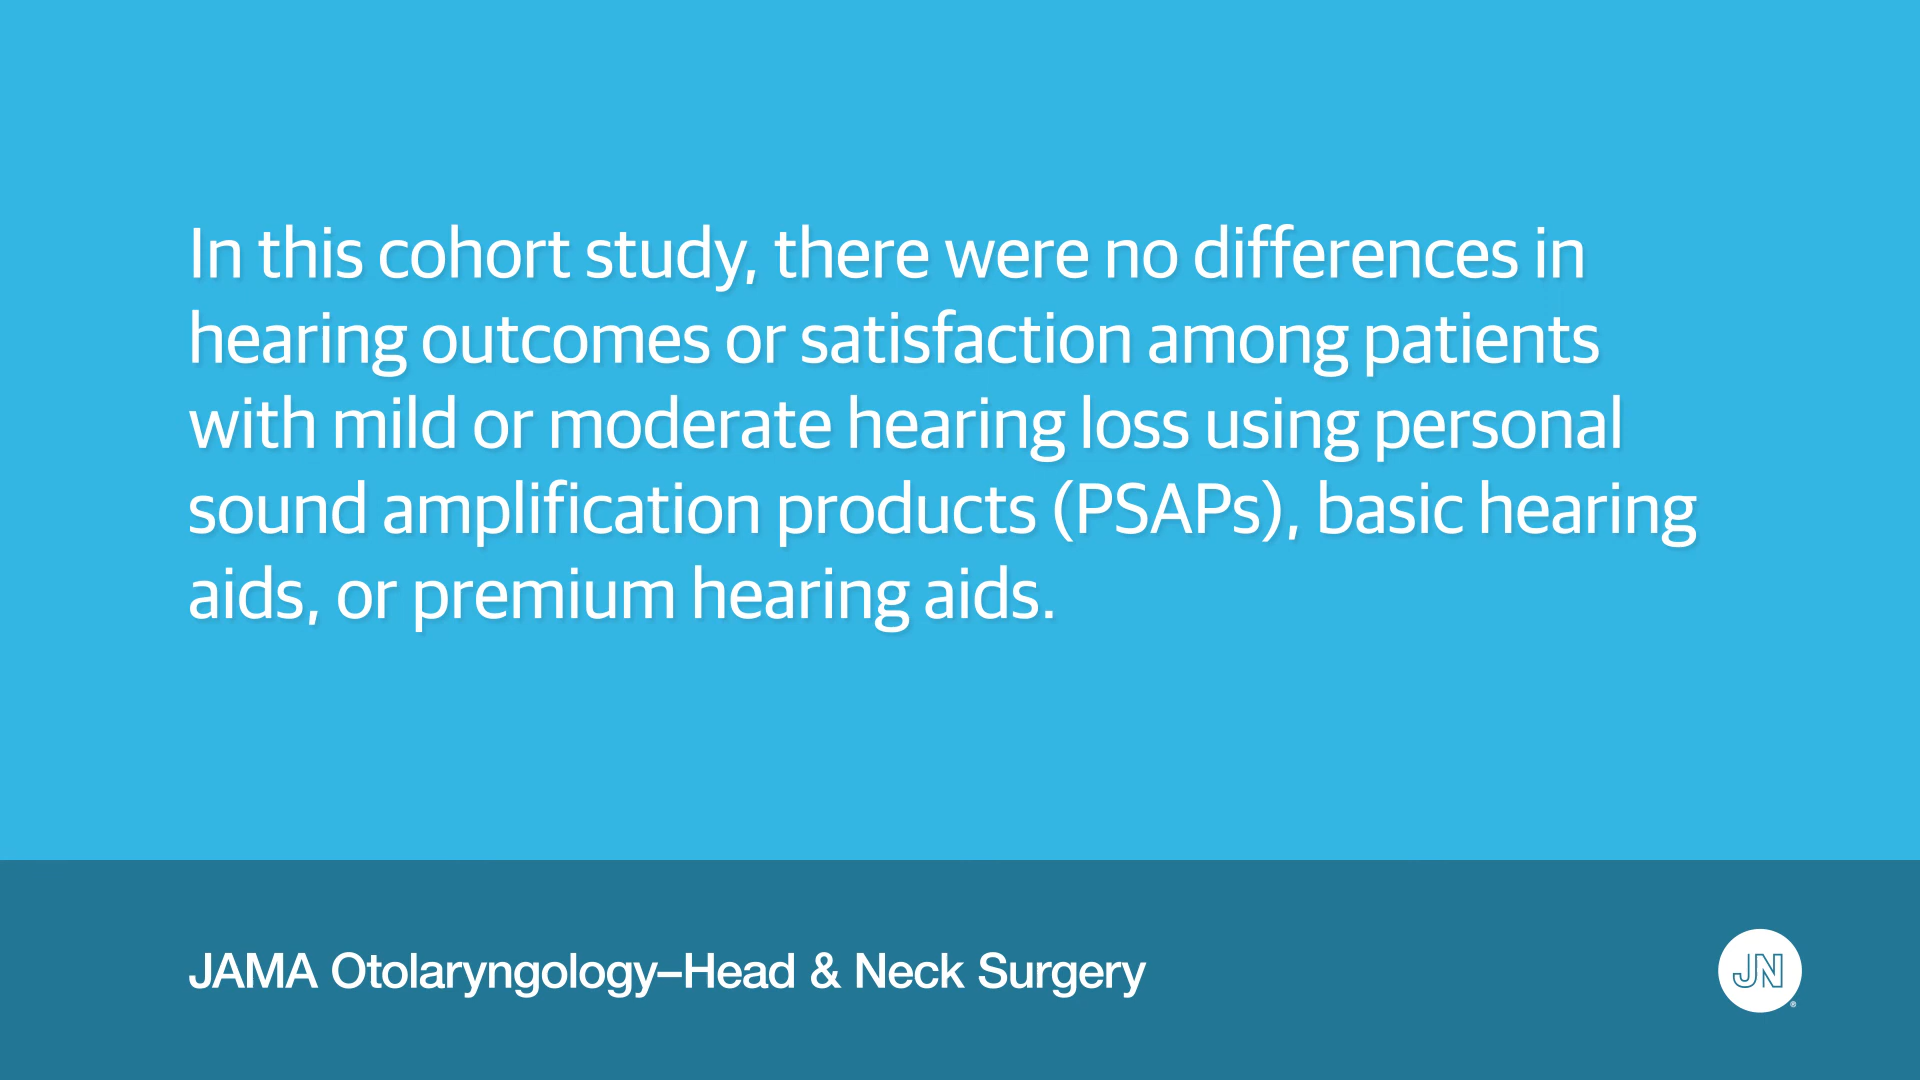 In this cohort study, there were no differences in
hearing outcomes or satisfaction among patients
with mild or moderate hearing loss using personal
sound amplification products (PSAPs), basic hearing
aids, or premium hearing aids.
JAMA Otolaryngology–Head & Neck Surgery
JN®